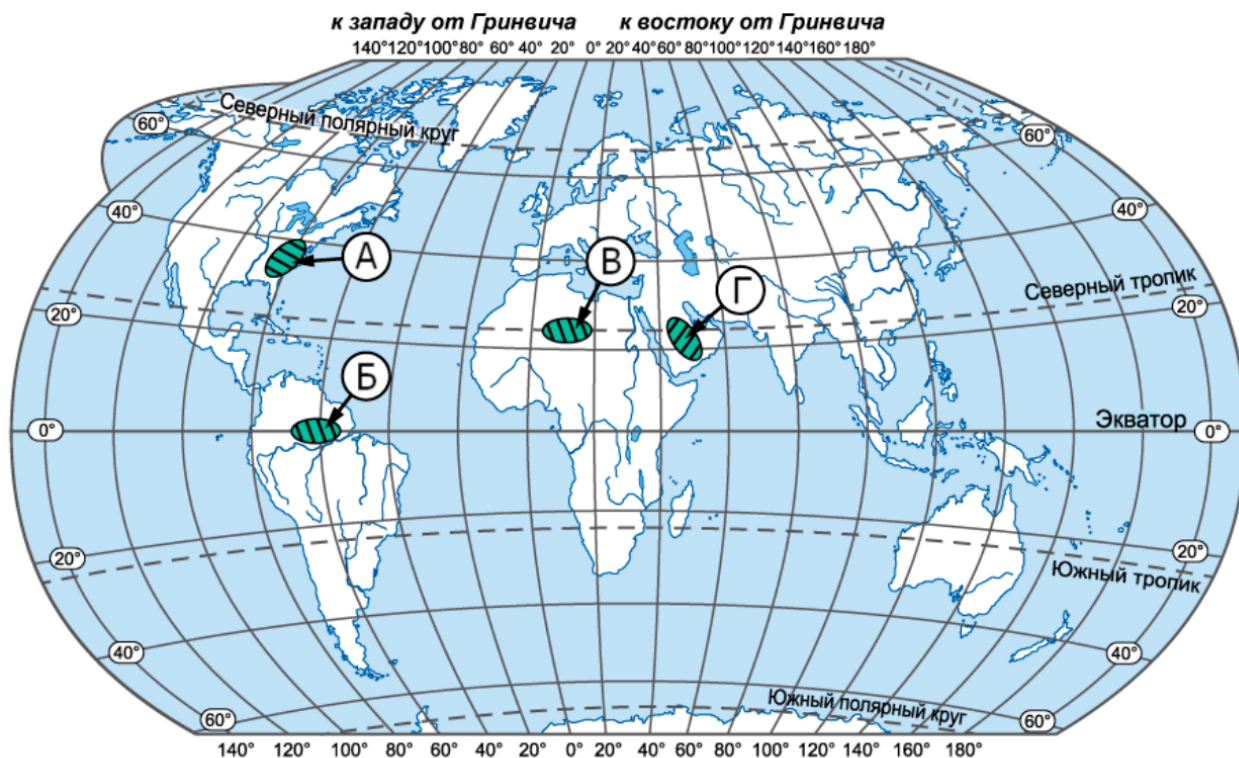 к западу от Гринвича к востоку от Гринвича
140° 120° 100° 80° 60° 40° 20° 0° 20° 40° 60° 80° 100° 120° 140° 160° 180°
Северный полярный круг
60° 60°
40° 40°
А В Г
Северный тропик
20° 20°
Б
Экватор
0° 0°
20° 20°
Южный тропик
40° 40°
Южный полярный круг
60° 60°
140° 120° 100° 80° 60° 40° 20° 0° 20° 40° 60° 80° 100° 120° 140° 160° 180°